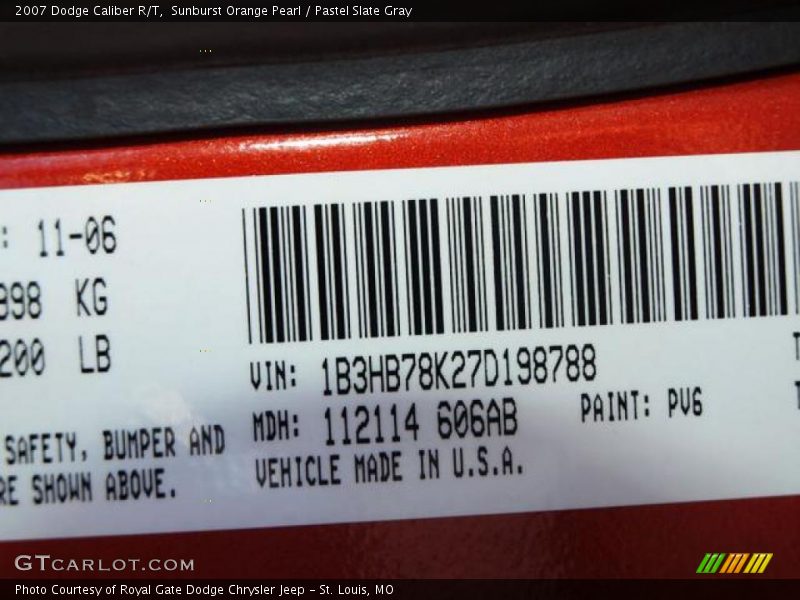 2007 Dodge Caliber R/T,  Sunburst Orange Pearl / Pastel Slate Gray
: 11-06
898 KG
200 LB
VIN: 1B3HB78K27D198788
MDH: 112114 606AB
PAINT: PV6
SAFETY, BUMPER AND
RE SHOWN ABOVE.
VEHICLE MADE IN U.S.A.
GTCARLOT.COM
Photo Courtesy of Royal Gate Dodge Chrysler Jeep - St. Louis, MO